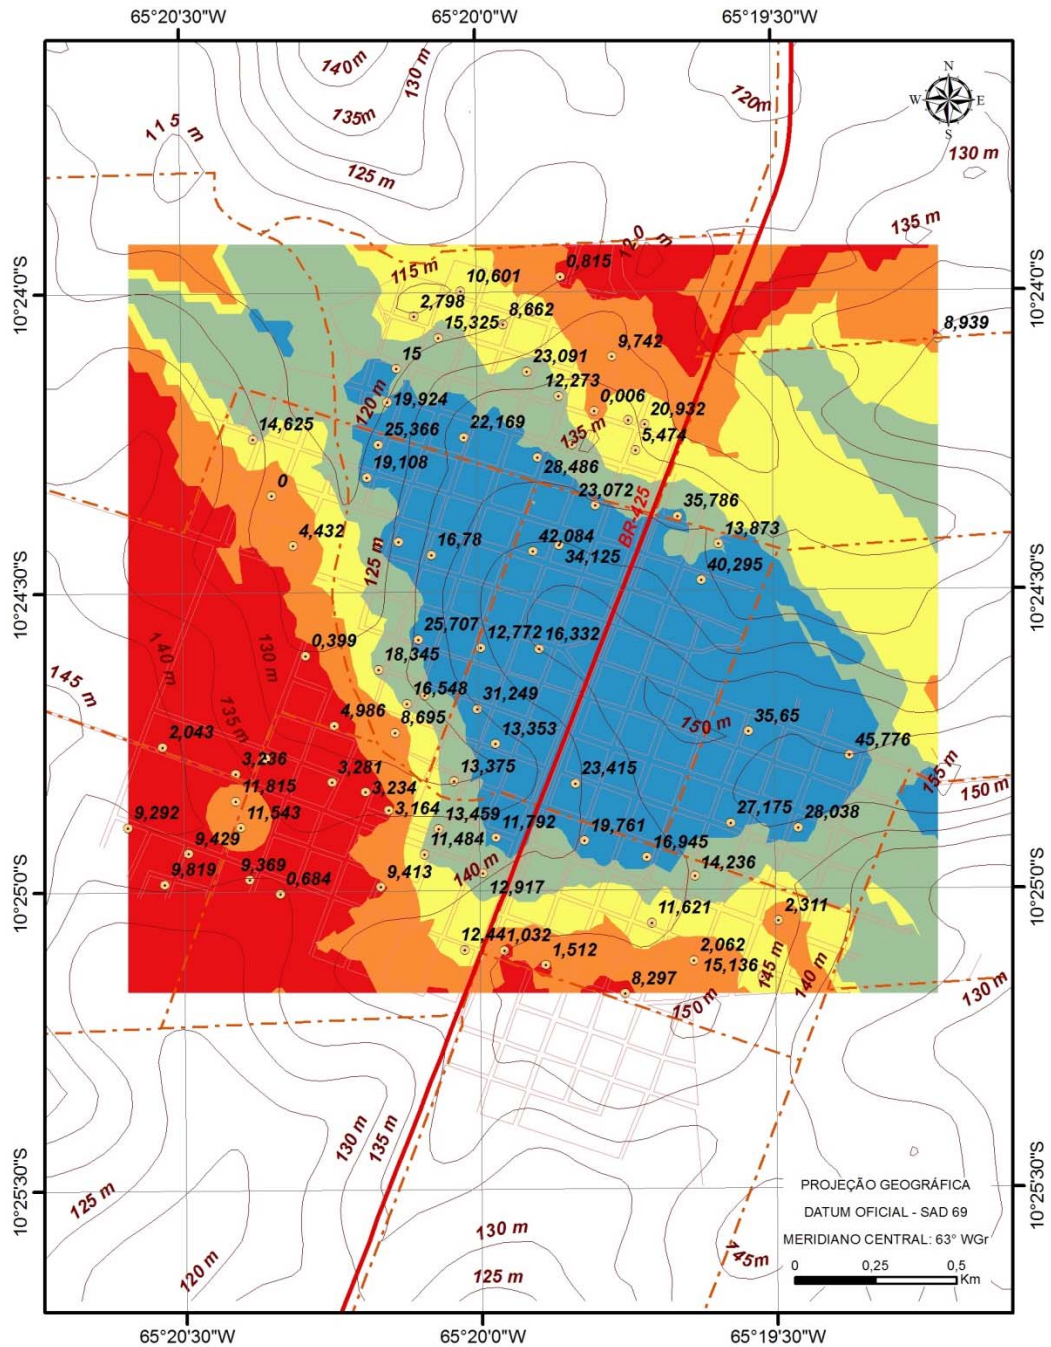 65°20'30"W 65°20'0"W 65°19'30"W
140m
130 m
120m
N
W E
S
135m
115 m
130 m
125 m
135 m
120 m
10°24'0"S 10°24'0"S
115 m 10,601 0,815
2,798
15,325 8,662 8,939
9,742
15 23,091
12,273
19,924 0,006 20,932
120 m
14,625 25,366 22,169 135 m 5,474
19,108 28,486
0 23,072 35,786
BR-425
4,432 16,78 42,084 13,873
34,125 40,295
125 m
10°24'30"S 10°24'30"S
25,707 12,772 16,332
0,399 18,345
140 m 130 m
145 m 16,548 31,249
135 m 4,986 8,695 150 m 35,65
2,043 13,353 45,776
3,236 3,281 13,375 23,415 155 m
150 m
11,815 3,234
9,292 11,543 3,164 13,459 27,175 28,038
9,429 11,484 11,792 19,761
16,945
9,819 9,369 0,684 9,413 140 m 14,236
10°25'0"S 10°25'0"S
12,917
11,621 2,311
12,441,032 1,512 2,062
15,136 145 m 140 m
8,297 150 m 130 m
130 m 135 m
10°25'30"S 10°25'30"S
125 m
PROJEÇÃO GEOGRÁFICA
DATUM OFICIAL - SAD 69
130 m
MERIDIANO CENTRAL: 63° WGr
145m
120 m
125 m
0 0,25 0,5
Km
65°20'30"W 65°20'0"W 65°19'30"W